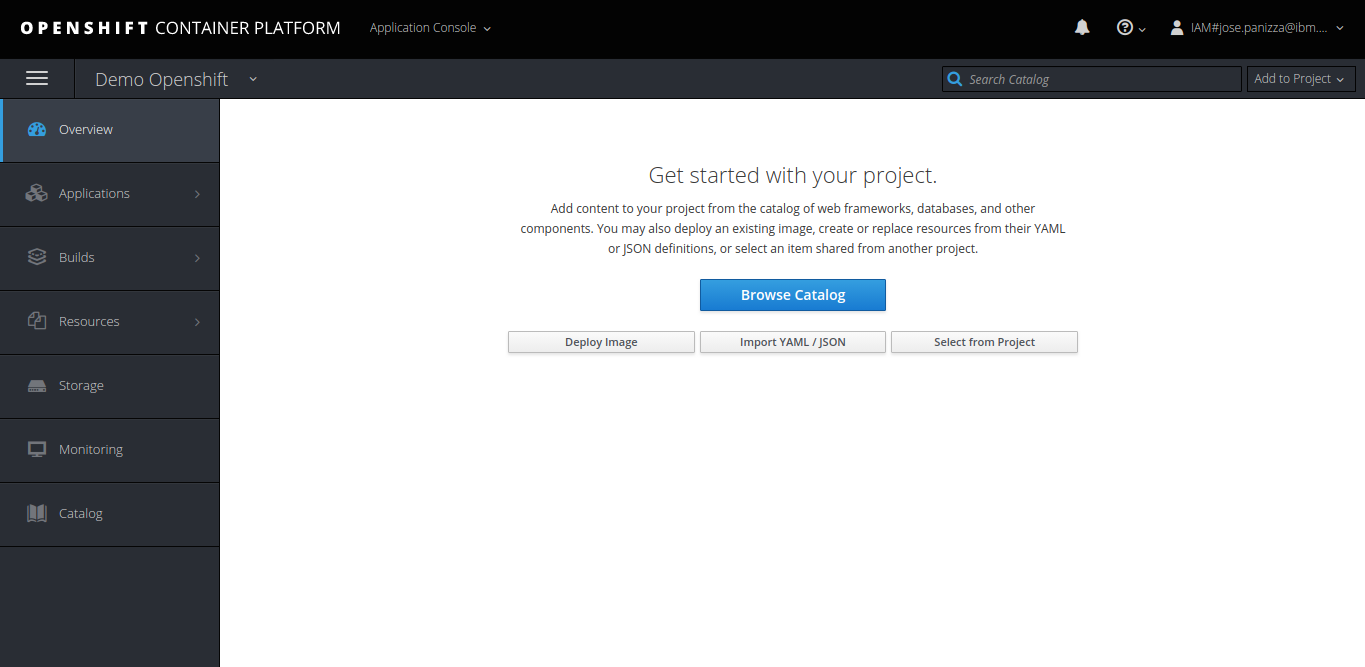 OPENSHIFT CONTAINER PLATFORM Application Console IAM#jose.panizza@ibm....
Demo Openshift Search Catalog Add to Project
Overview
Applications
Builds
Resources
Storage
Monitoring
Catalog
Get started with your project.
Add content to your project from the catalog of web frameworks, databases, and other
components. You may also deploy an existing image, create or replace resources from their YAML
or JSON definitions, or select an item shared from another project.
Browse Catalog
Deploy Image Import YAML / JSON Select from Project